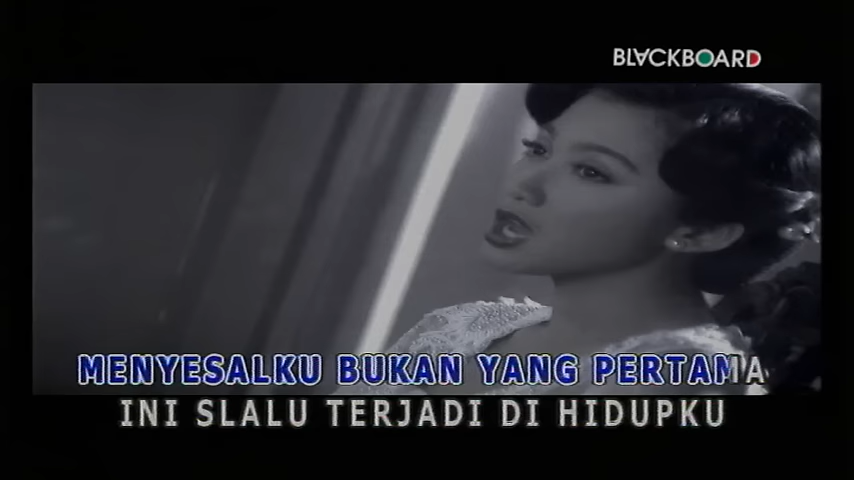 BLACKBOARD
MENYESALKU BUKAN YANG PERTAMA
INI SLALU TERJADI DI HIDUPKU